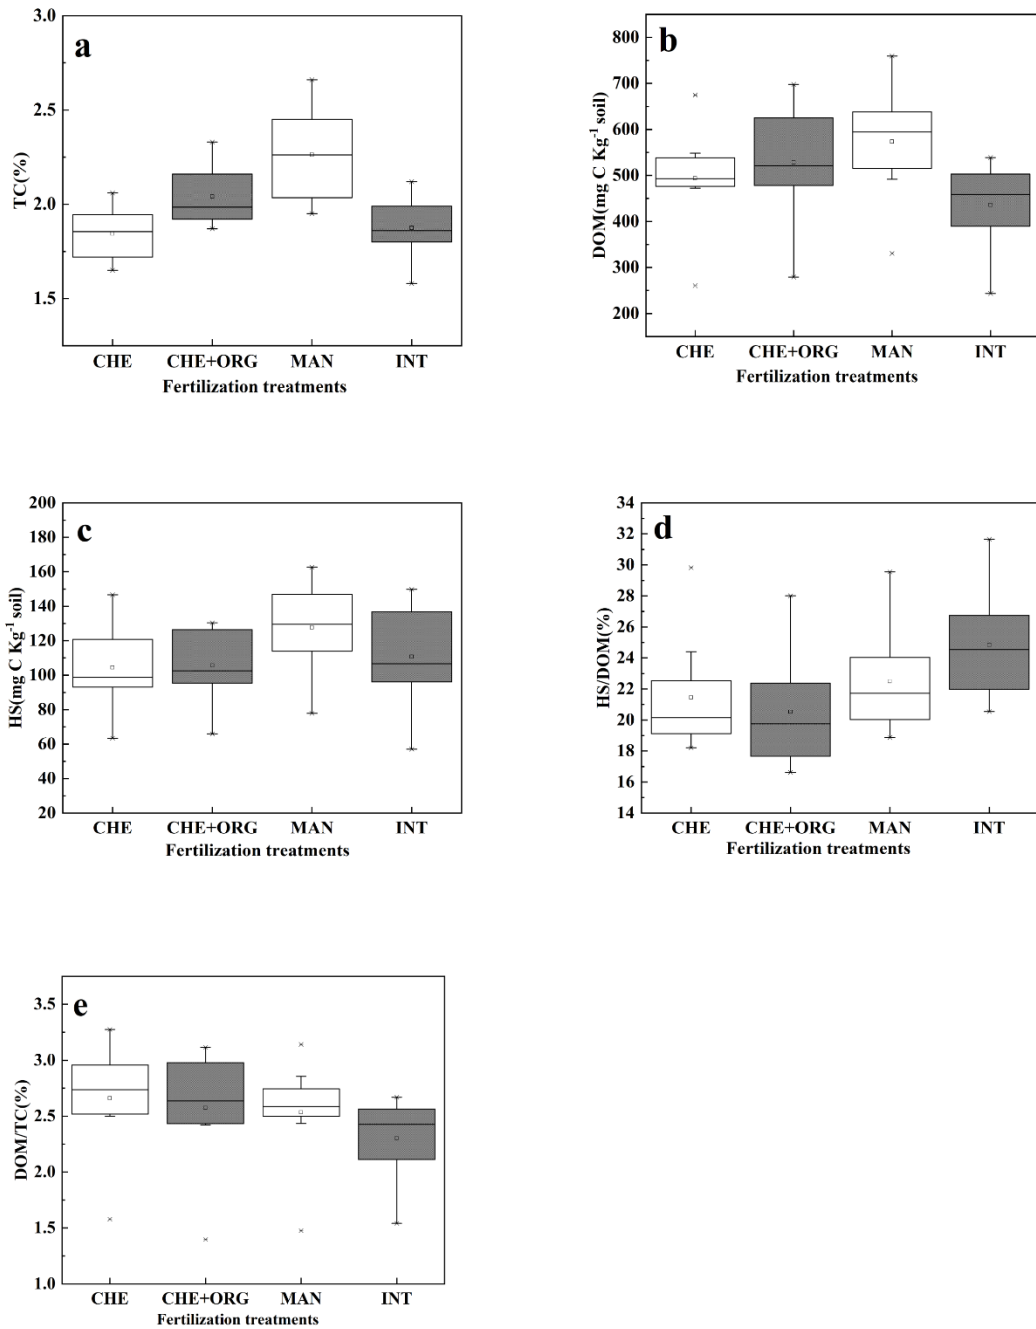 a
3.0
2.5
2.0
1.5
TC(%)
CHE CHE+ORG MAN INT
Fertilization treatments
b
800
700
600
500
400
300
200
DOM(mg C Kg⁻¹ soil)
CHE CHE+ORG MAN INT
Fertilization treatments
c
200
180
160
140
120
100
80
60
40
20
HS(mg C Kg⁻¹ soil)
CHE CHE+ORG MAN INT
Fertilization treatments
d
34
32
30
28
26
24
22
20
18
16
14
HS/DOM(%)
CHE CHE+ORG MAN INT
Fertilization treatments
e
3.5
3.0
2.5
2.0
1.5
1.0
DOM/TC(%)
CHE CHE+ORG MAN INT
Fertilization treatments